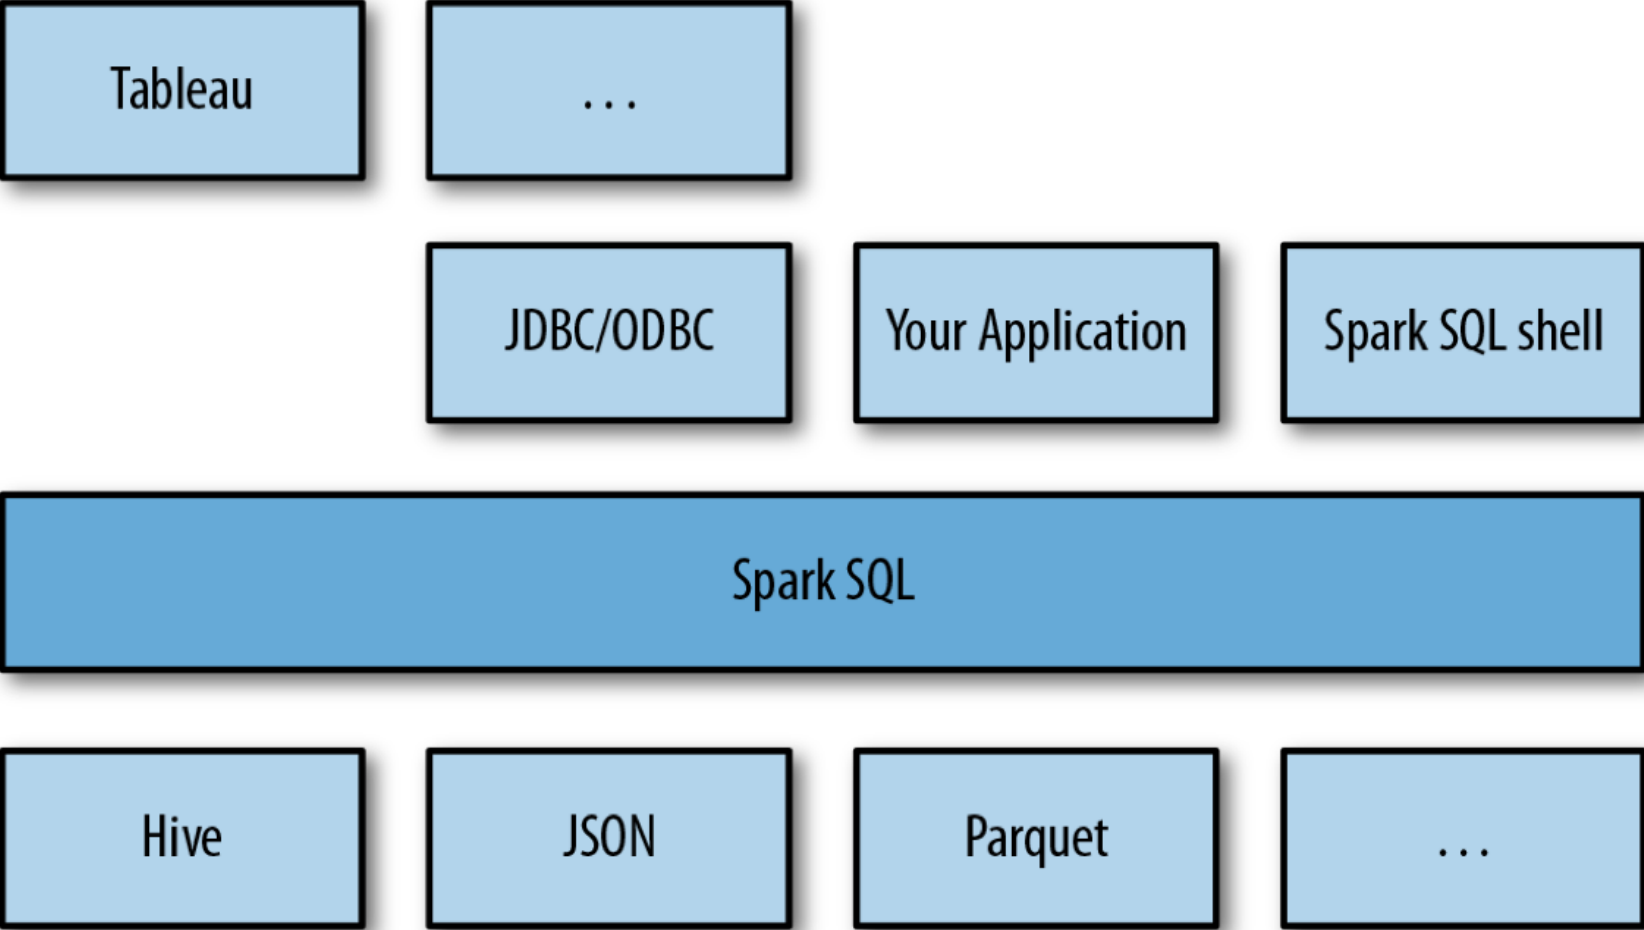 Tableau
...
JDBC/ODBC
Your Application
Spark SQL shell
Spark SQL
Hive
JSON
Parquet
...